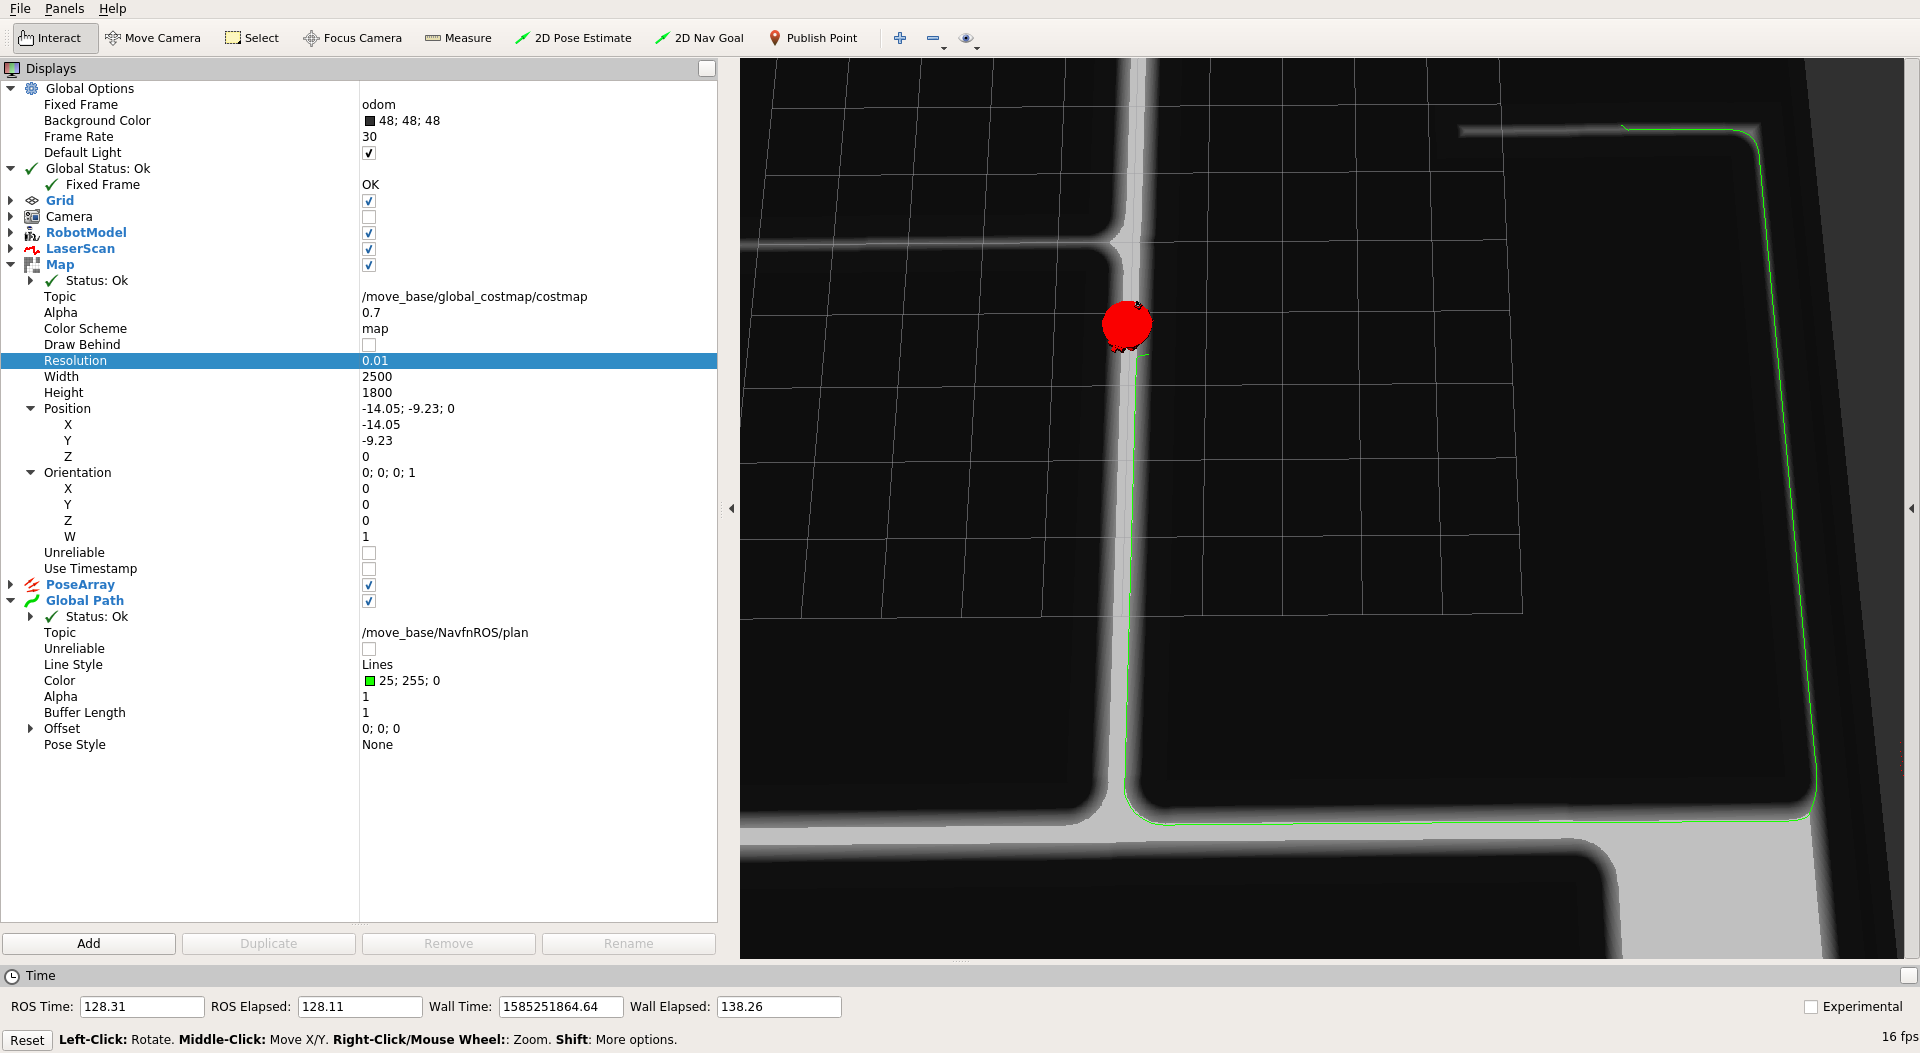 File Panels Help
Interact Move Camera Select Focus Camera Measure 2D Pose Estimate 2D Nav Goal Publish Point
Displays
Global Options
Fixed Frame odom
Background Color 48; 48; 48
Frame Rate 30
Default Light
Global Status: Ok
Fixed Frame OK
Grid
Camera
RobotModel
LaserScan
Map
Status: Ok
Topic /move_base/global_costmap/costmap
Alpha 0.7
Color Scheme map
Draw Behind
Resolution 0.01
Width 2500
Height 1800
Position -14.05; -9.23; 0
X -14.05
Y -9.23
Z 0
Orientation 0; 0; 0; 1
X 0
Y 0
Z 0
W 1
Unreliable
Use Timestamp
PoseArray
Global Path
Status: Ok
Topic /move_base/NavfnROS/plan
Unreliable
Line Style Lines
Color 25; 255; 0
Alpha 1
Buffer Length 1
Offset 0; 0; 0
Pose Style None
Add Duplicate Remove Rename
Time
ROS Time: 128.31 ROS Elapsed: 128.11 Wall Time: 1585251864.64 Wall Elapsed: 138.26 Experimental
Reset Left-Click: Rotate. Middle-Click: Move X/Y. Right-Click/Mouse Wheel:: Zoom. Shift: More options. 16 fps